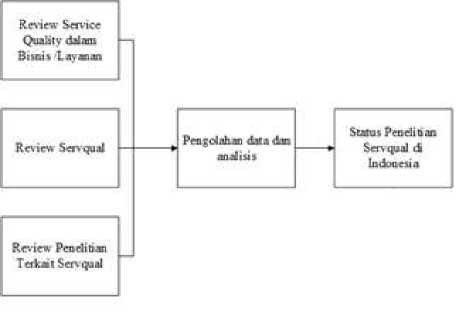 Review Service
Quality dalam
Bisnis /Layanan
Review Servqual
Review Penelitian
Terkait Servqual
Pengolahan data dan
analisis
Status Penelitian
Servqual di
Indonesia